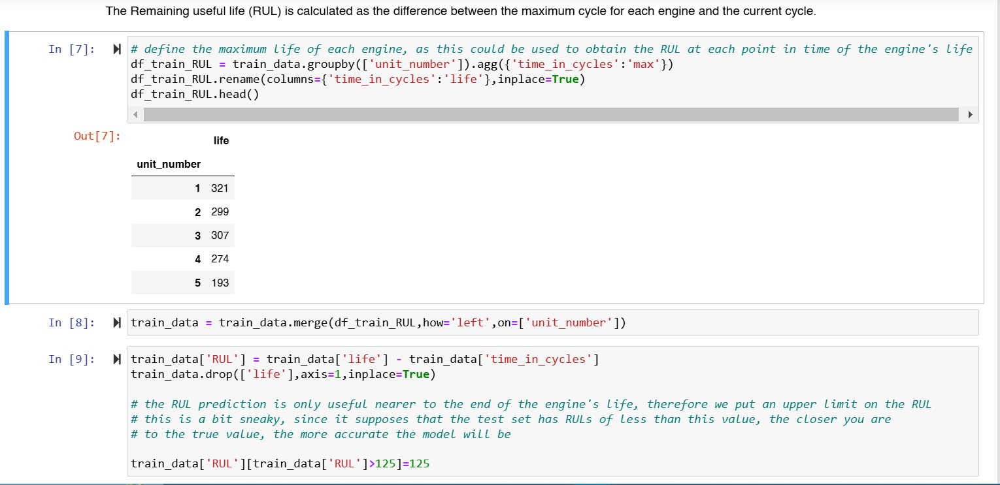 The Remaining useful life (RUL) is calculated as the difference between the maximum cycle for each engine and the current cycle.
In [7]:
# define the maximum life of each engine, as this could be used to obtain the RUL at each point in time of the engine's life
df_train_RUL = train_data.groupby(['unit_number']).agg({'time_in_cycles':'max'})
df_train_RUL.rename(columns={'time_in_cycles':'life'},inplace=True)
df_train_RUL.head()
Out[7]:
life
unit_number
1 321
2 299
3 307
4 274
5 193
In [8]: train_data = train_data.merge(df_train_RUL,how='left',on=['unit_number'])
In [9]: train_data['RUL'] = train_data['life'] - train_data['time_in_cycles']
train_data.drop(['life'],axis=1,inplace=True)
# the RUL prediction is only useful nearer to the end of the engine's life, therefore we put an upper limit on the RUL
# this is a bit sneaky, since it supposes that the test set has RULs of less than this value, the closer you are
# to the true value, the more accurate the model will be
train_data['RUL'][train_data['RUL']>125]=125